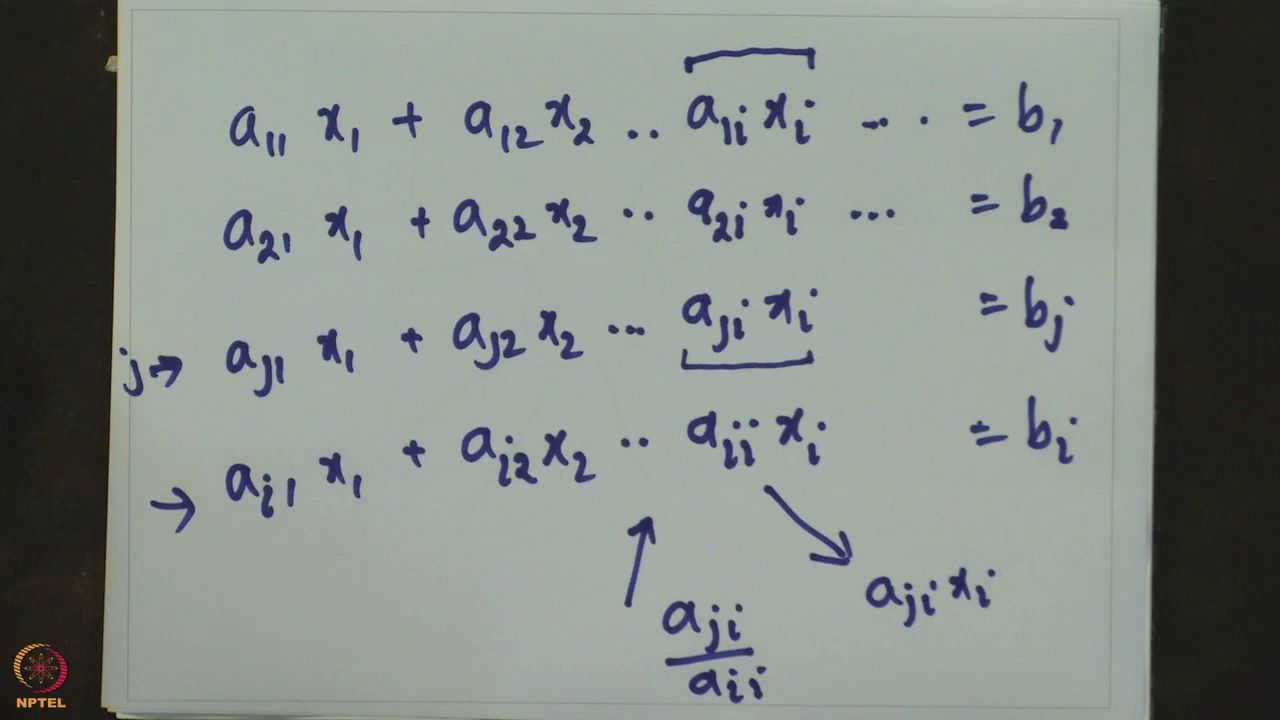 a₁₁ x₁ + a₁₂ x₂ .. a₁ᵢ xᵢ ... . = b₁
a₂₁ x₁ + a₂₂ x₂ .. a₂ᵢ xᵢ ... = b₂
j → aⱼ₁ x₁ + aⱼ₂ x₂ ... aⱼᵢ xᵢ = bⱼ
→ aᵢ₁ x₁ + aᵢ₂ x₂ .. aᵢᵢ xᵢ = bᵢ
aⱼᵢ xᵢ
aⱼᵢ
aᵢᵢ
NPTEL